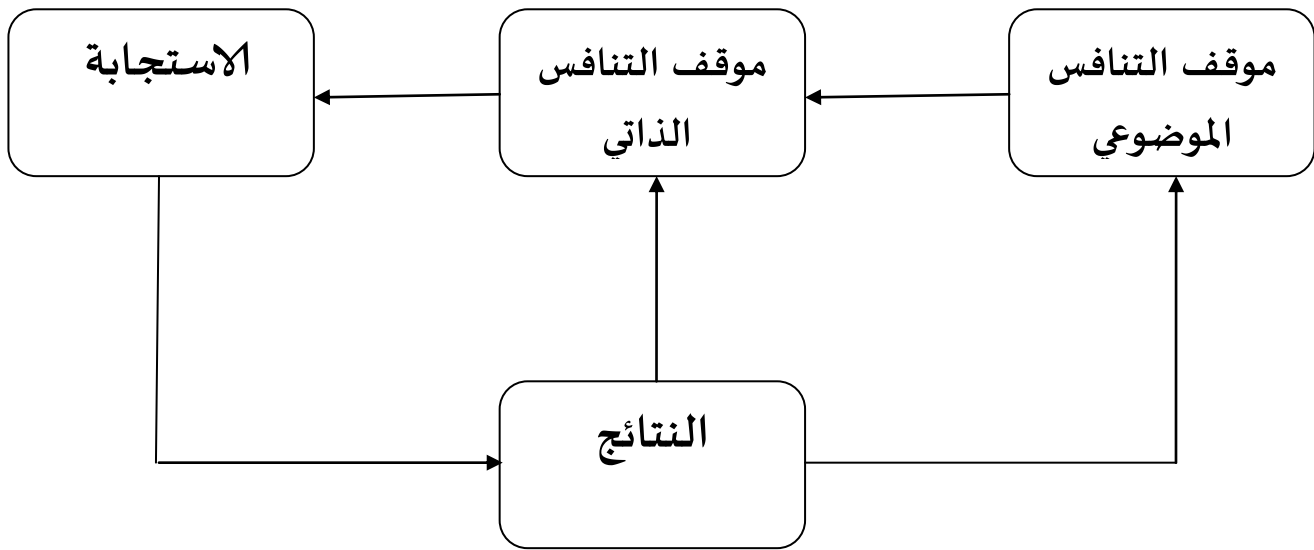 موقف التنافس
الموضوعي
موقف التنافس
الذاتي
الاستجابة
النتائج